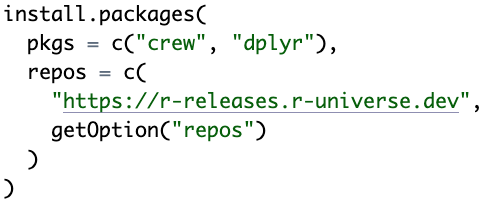 install.packages(
  pkgs = c("crew", "dplyr"),
  repos = c(
    "https://r-releases.r-universe.dev",
    getOption("repos")
  )
)